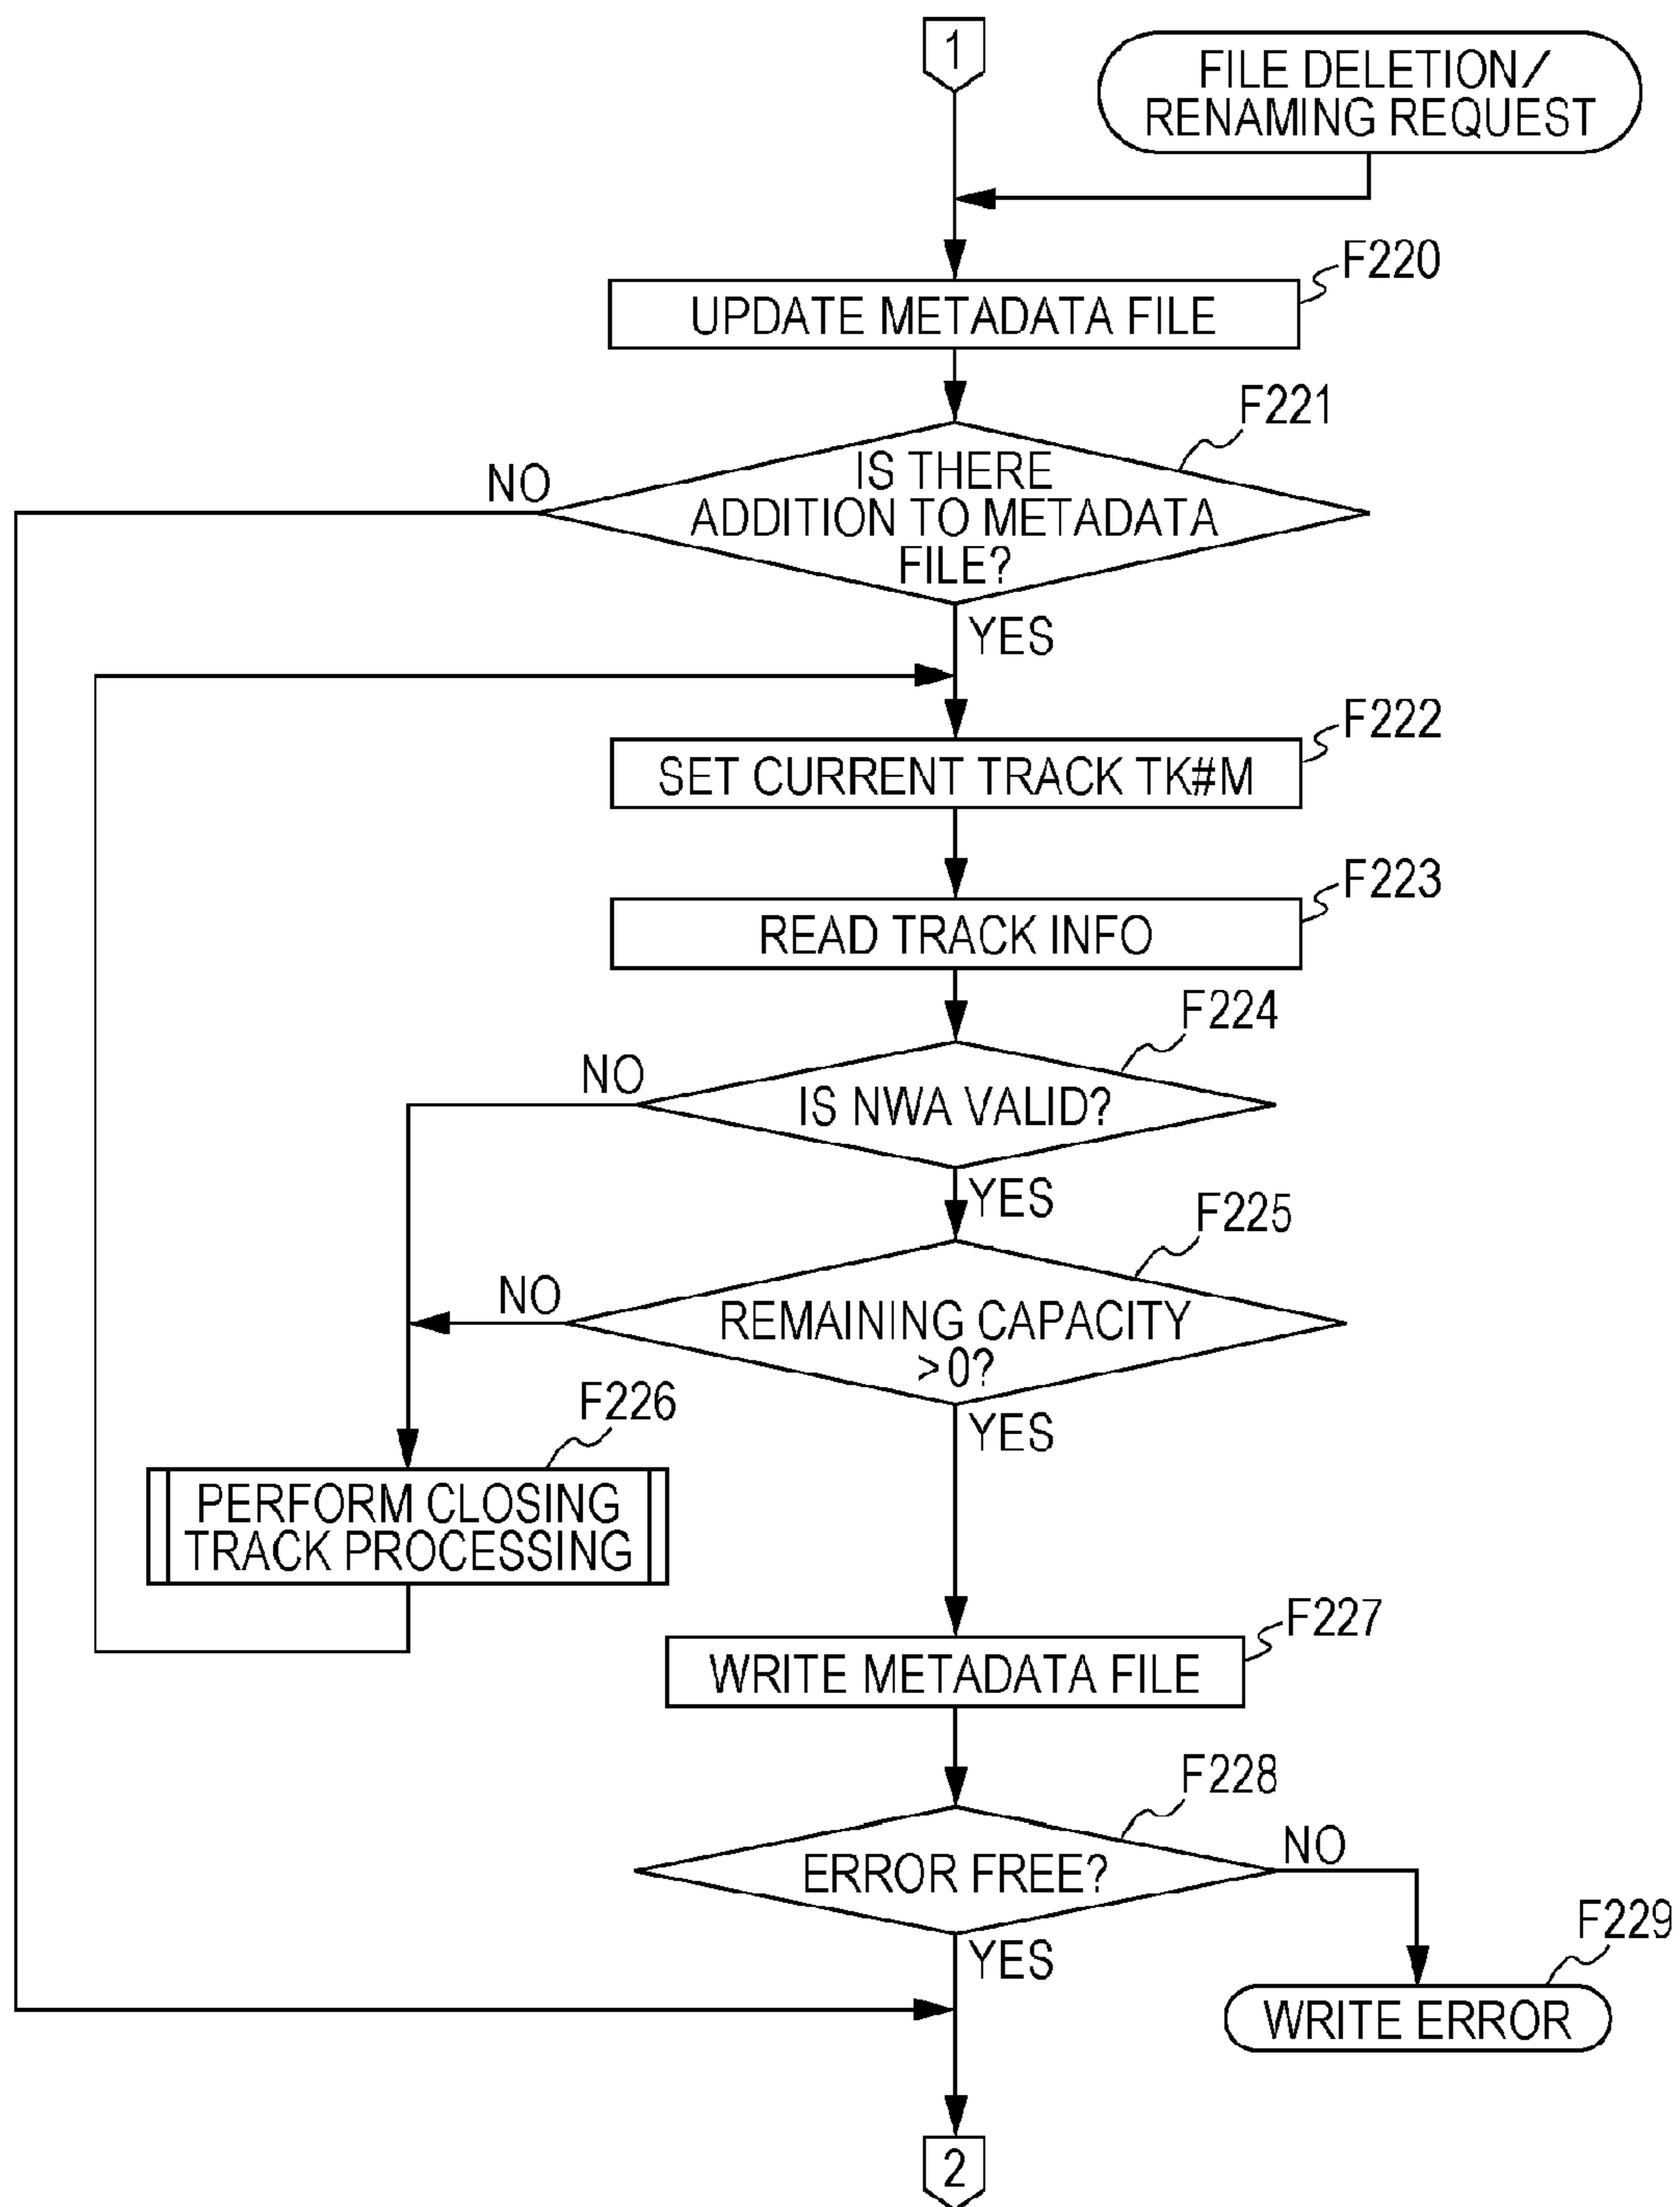 1
FILE DELETION/
RENAMING REQUEST
F220
UPDATE METADATA FILE
F221
NO
IS THERE
ADDITION TO METADATA
FILE?
YES
F222
SET CURRENT TRACK TK#M
F223
READ TRACK INFO
F224
NO
IS NWA VALID?
YES
F225
NO
REMAINING CAPACITY
>0?
F226
YES
PERFORM CLOSING
TRACK PROCESSING
F227
WRITE METADATA FILE
F228
NO
ERROR FREE?
F229
YES
WRITE ERROR
2